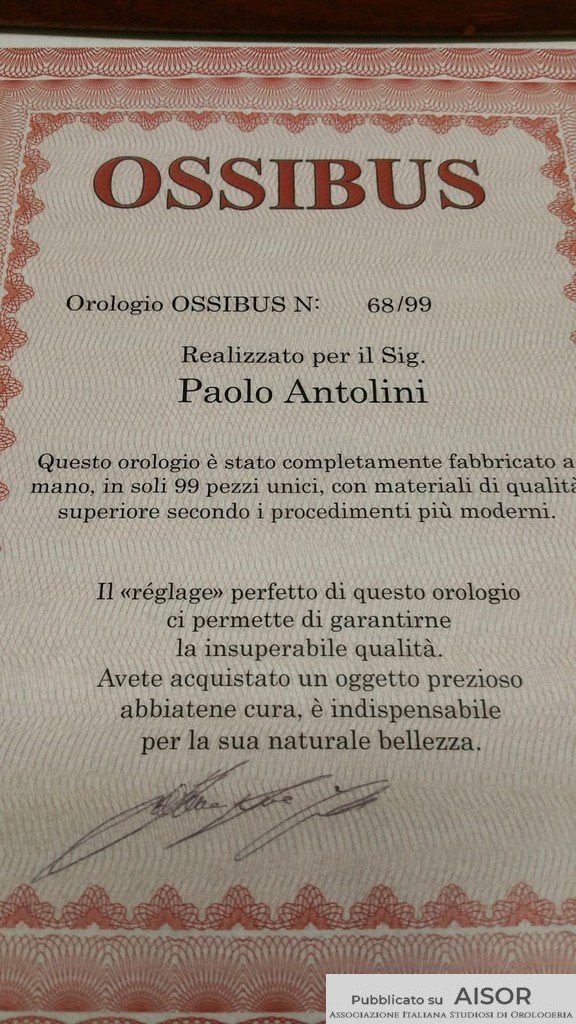 OSSIBUS
Orologio OSSIBUS N: 68/99
Realizzato per il Sig.
Paolo Antolini
Questo orologio è stato completamente fabbricato a
mano, in soli 99 pezzi unici, con materiali di qualità
superiore secondo i procedimenti più moderni.
Il «réglage» perfetto di questo orologio
ci permette di garantirne
la insuperabile qualità.
Avete acquistato un oggetto prezioso
abbiatene cura, è indispensabile
per la sua naturale bellezza.
Pubblicato su AISOR
Associazione Italiana Studiosi di Orologeria